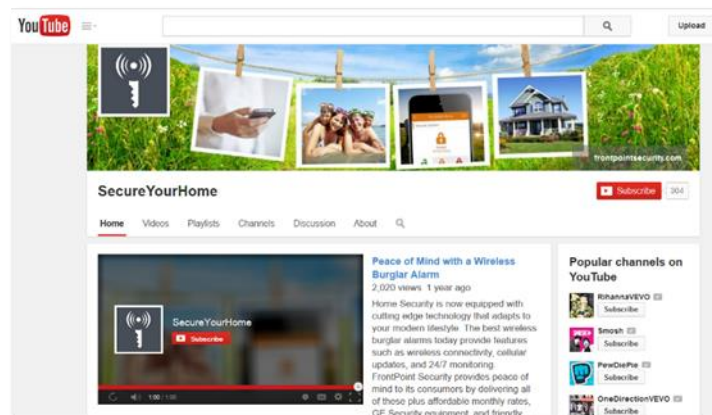 YouTube
Upload
frontpointsecurity.com
SecureYourHome
Subscribe 304
Home Videos Playlists Channels Discussion About
Peace of Mind with a Wireless
Burglar Alarm
2,020 views 1 year ago
Home Security is now equipped with
cutting edge technology that adapts to
your modern lifestyle. The best wireless
burglar alarms today provide features
such as wireless connectivity, cellular
updates, and 24/7 monitoring.
FrontPoint Security provides peace of
mind to its consumers by delivering all
of these plus affordable monthly rates,
GE Security equipment, and friendly
SecureYourHome
Subscribe
1:00 / 1:00
Popular channels on
YouTube
RihannaVEVO
Subscribe
Smosh
Subscribe
PewDiePie
Subscribe
OneDirectionVEVO
Subscribe